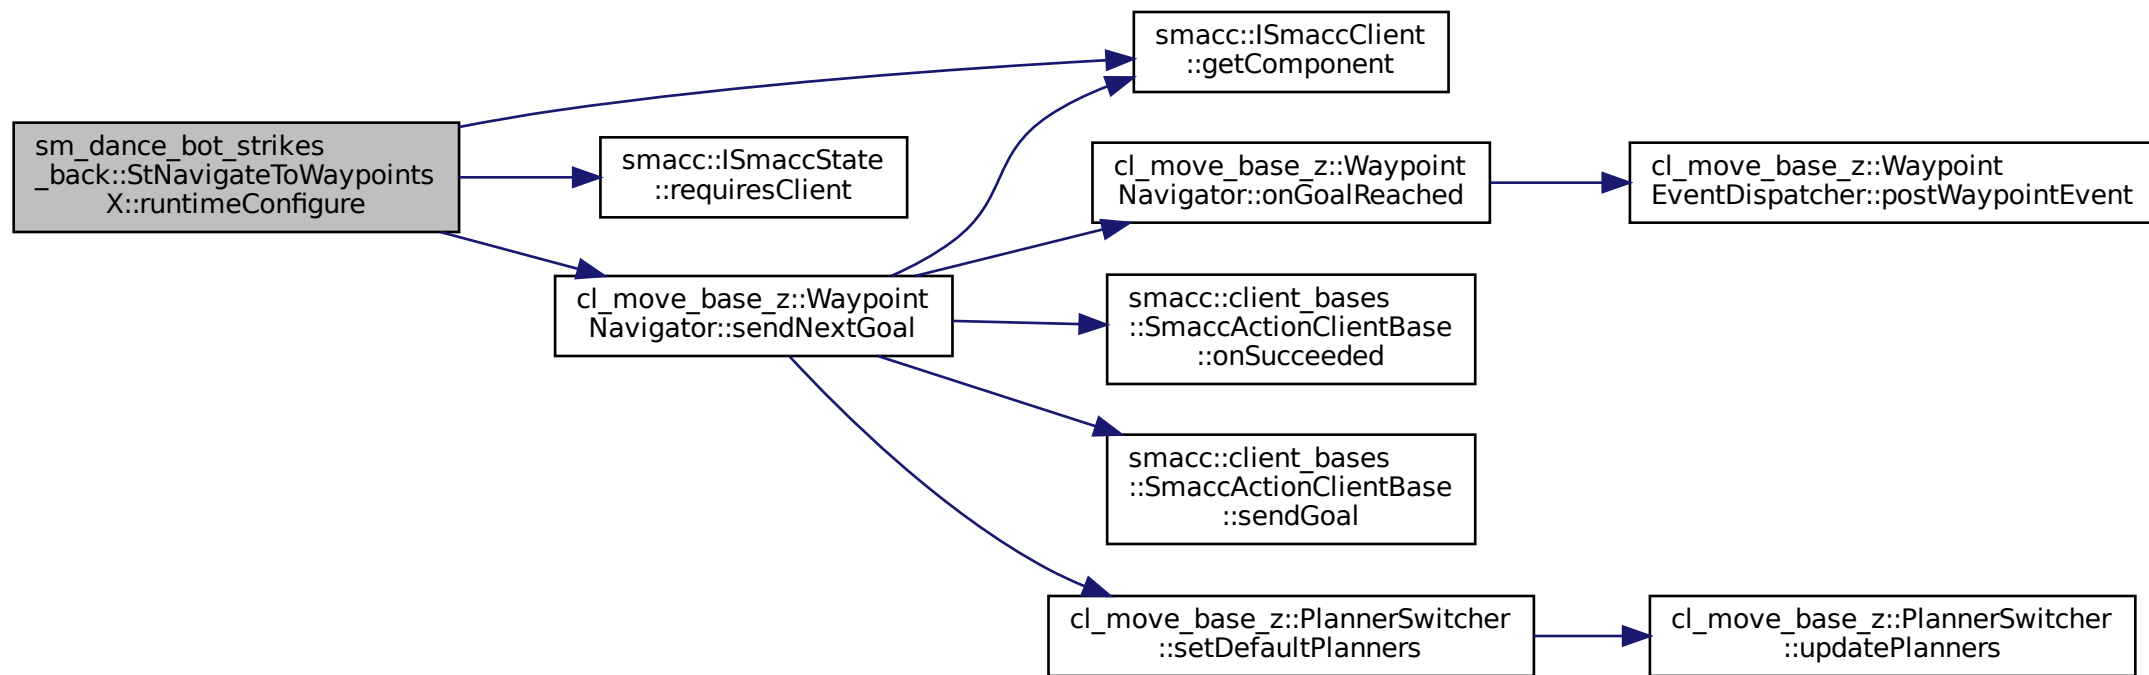 sm_dance_bot_strikes
_back::StNavigateToWaypoints
X::runtimeConfigure
smacc::ISmaccClient
::getComponent
smacc::ISmaccState
::requiresClient
cl_move_base_z::Waypoint
Navigator::sendNextGoal
cl_move_base_z::Waypoint
Navigator::onGoalReached
cl_move_base_z::Waypoint
EventDispatcher::postWaypointEvent
smacc::client_bases
::SmaccActionClientBase
::onSucceeded
smacc::client_bases
::SmaccActionClientBase
::sendGoal
cl_move_base_z::PlannerSwitcher
::setDefaultPlanners
cl_move_base_z::PlannerSwitcher
::updatePlanners